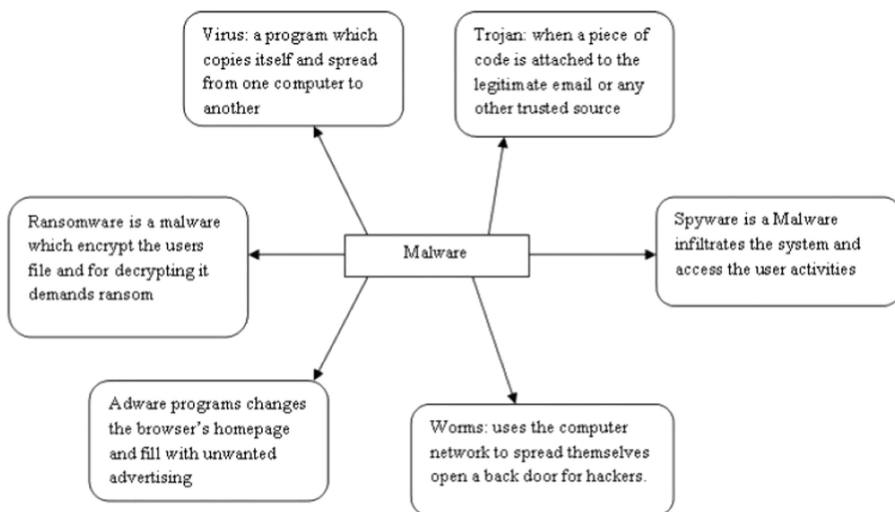 Virus: a program which
copies itself and spread
from one computer to
another
Trojan: when a piece of
code is attached to the
legitimate email or any
other trusted source
Ransomware is a malware
which encrypt the users
file and for decrypting it
demands ransom
Malware
Spyware is a Malware
infiltrates the system and
access the user activities
Adware programs changes
the browser's homepage
and fill with unwanted
advertising
Worms: uses the computer
network to spread themselves
open a back door for hackers.